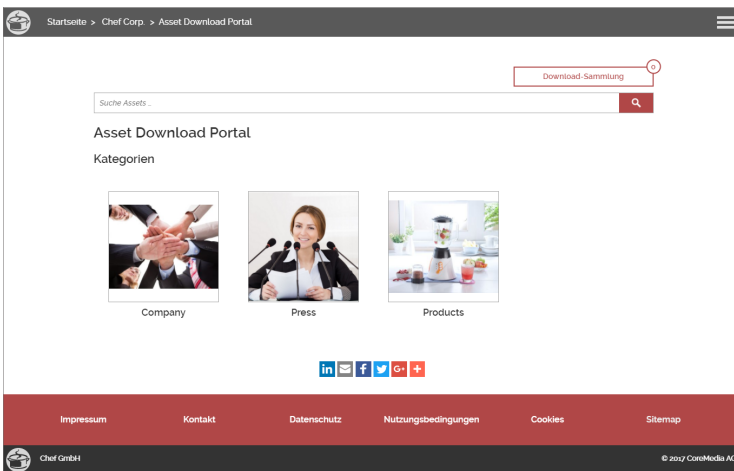 Startseite > Chef Corp. > Asset Download Portal
0
Download-Sammlung
Suche Assets ..
Asset Download Portal
Kategorien
Company Press Products
in f G+ +
Impressum Kontakt Datenschutz Nutzungsbedingungen Cookies Sitemap
Chef GmbH © 2017 CoreMedia AG